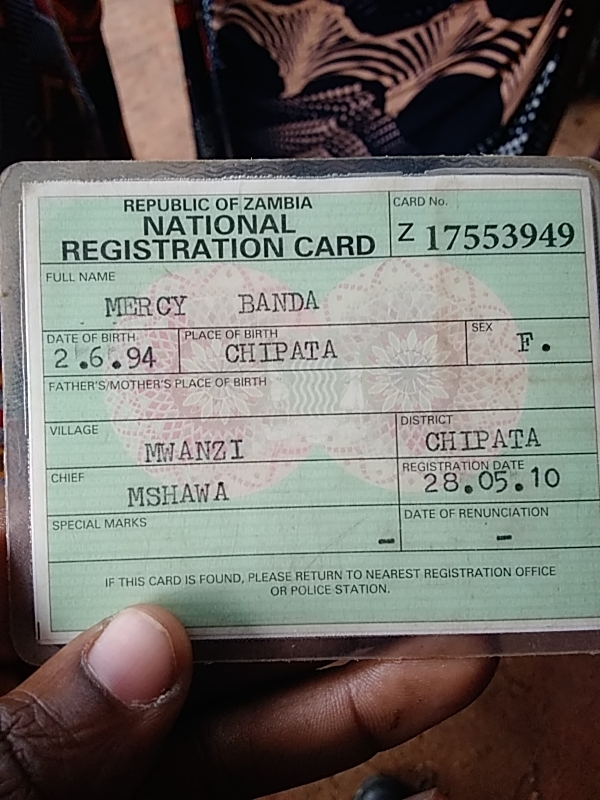 REPUBLIC OF ZAMBIA
NATIONAL
REGISTRATION CARD
CARD No.
Z 17553949
FULL NAME
MERCY BANDA
DATE OF BIRTH
2.6.94
PLACE OF BIRTH
CHIPATA
SEX
F.
FATHER'S/MOTHER'S PLACE OF BIRTH
VILLAGE
MWANZI
DISTRICT
CHIPATA
CHIEF
MSHAWA
REGISTRATION DATE
28.05.10
SPECIAL MARKS
-
DATE OF RENUNCIATION
-
IF THIS CARD IS FOUND, PLEASE RETURN TO NEAREST REGISTRATION OFFICE
OR POLICE STATION.